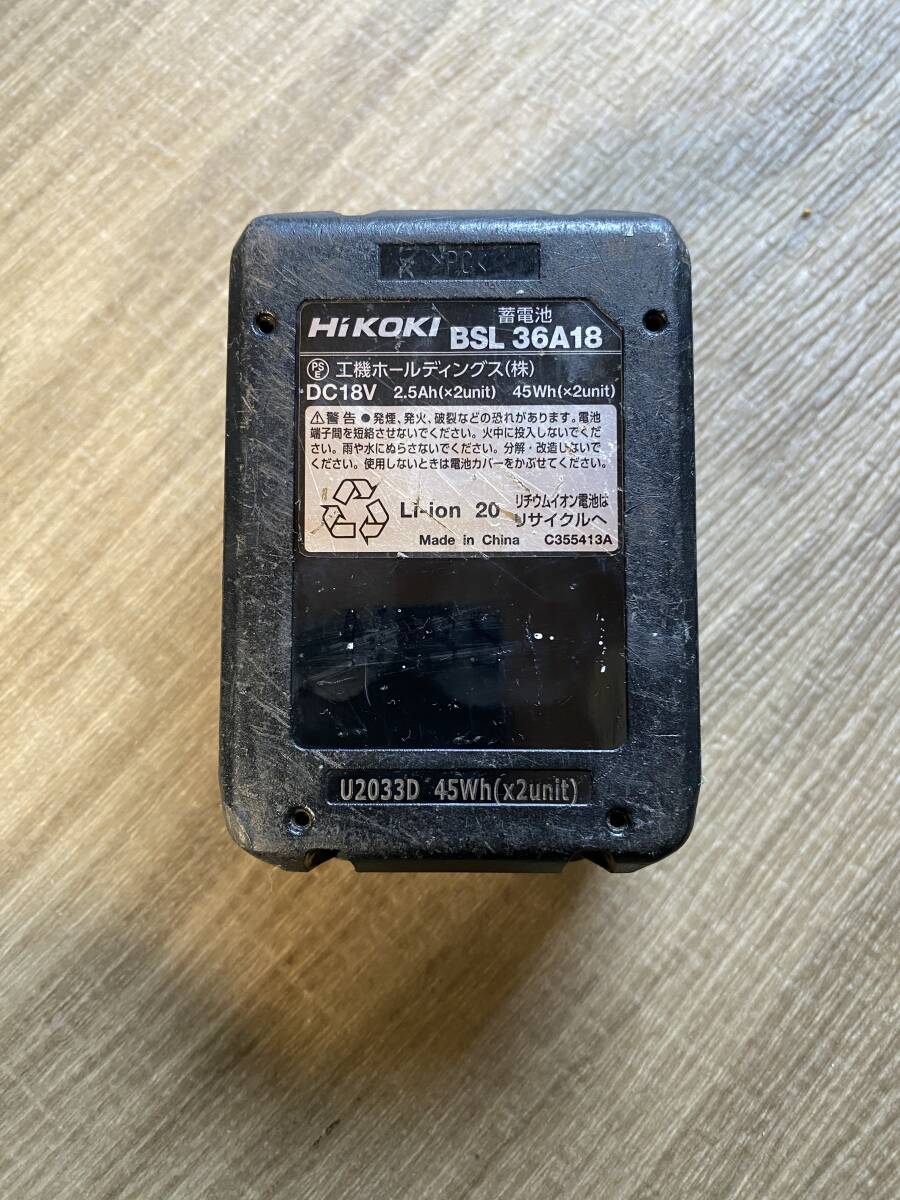 >PC<
HiKOKI 蓄電池
BSL 36A18
PSE 工機ホールディングス(株)
DC18V 2.5Ah(×2unit) 45Wh(×2unit)
⚠警告 ●発煙、発火、破裂などの恐れがあります。電池
端子間を短絡させないでください。火中に投入しないでくだ
さい。雨や水にぬらさないでください。分解・改造しないで
ください。使用しないときは電池カバーをかぶせてください。
Li-ion 20 リチウムイオン電池は
リサイクルへ
Made in China C355413A
U2033D 45Wh(x2unit)